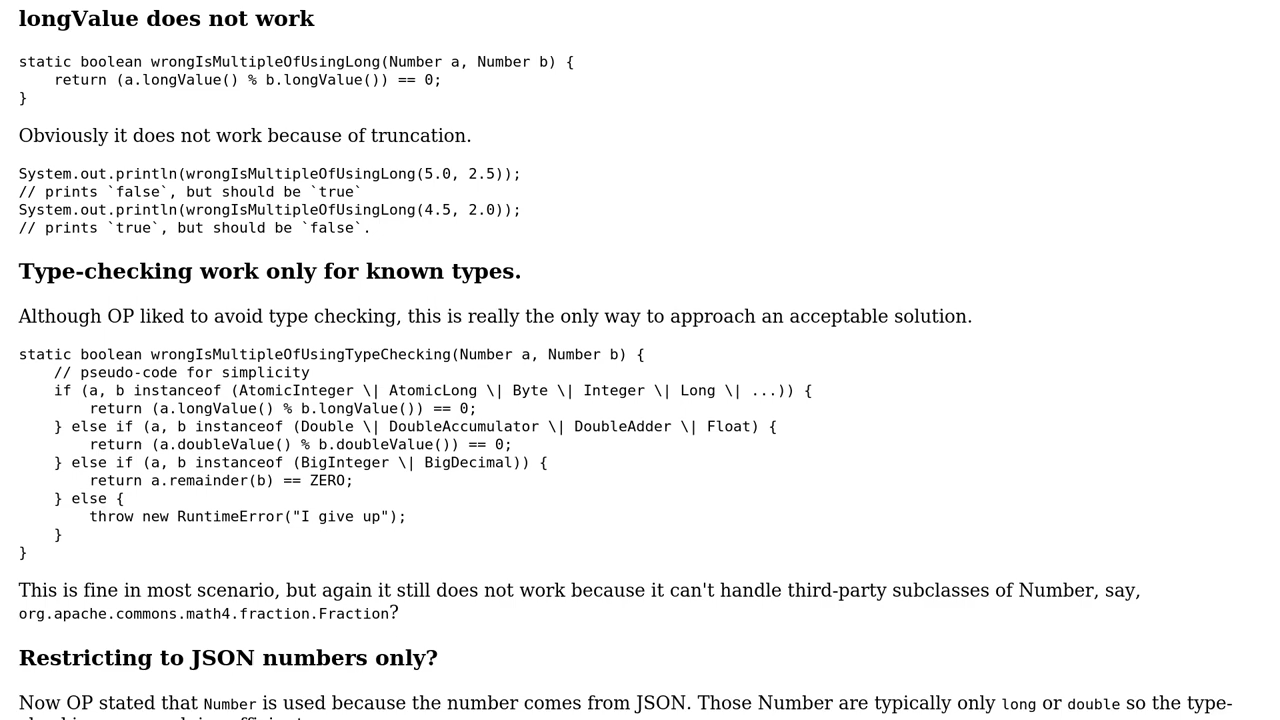 longValue does not work
static boolean wrongIsMultipleOfUsingLong(Number a, Number b) {
    return (a.longValue() % b.longValue()) == 0;
}
Obviously it does not work because of truncation.
System.out.println(wrongIsMultipleOfUsingLong(5.0, 2.5));
// prints `false`, but should be `true`
System.out.println(wrongIsMultipleOfUsingLong(4.5, 2.0));
// prints `true`, but should be `false`.
Type-checking work only for known types.
Although OP liked to avoid type checking, this is really the only way to approach an acceptable solution.
static boolean wrongIsMultipleOfUsingTypeChecking(Number a, Number b) {
    // pseudo-code for simplicity
    if (a, b instanceof (AtomicInteger \| AtomicLong \| Byte \| Integer \| Long \| ...)) {
        return (a.longValue() % b.longValue()) == 0;
    } else if (a, b instanceof (Double \| DoubleAccumulator \| DoubleAdder \| Float) {
        return (a.doubleValue() % b.doubleValue()) == 0;
    } else if (a, b instanceof (BigInteger \| BigDecimal)) {
        return a.remainder(b) == ZERO;
    } else {
        throw new RuntimeError("I give up");
    }
}
This is fine in most scenario, but again it still does not work because it can't handle third-party subclasses of Number, say,
org.apache.commons.math4.fraction.Fraction?
Restricting to JSON numbers only?
Now OP stated that Number is used because the number comes from JSON. Those Number are typically only long or double so the type-